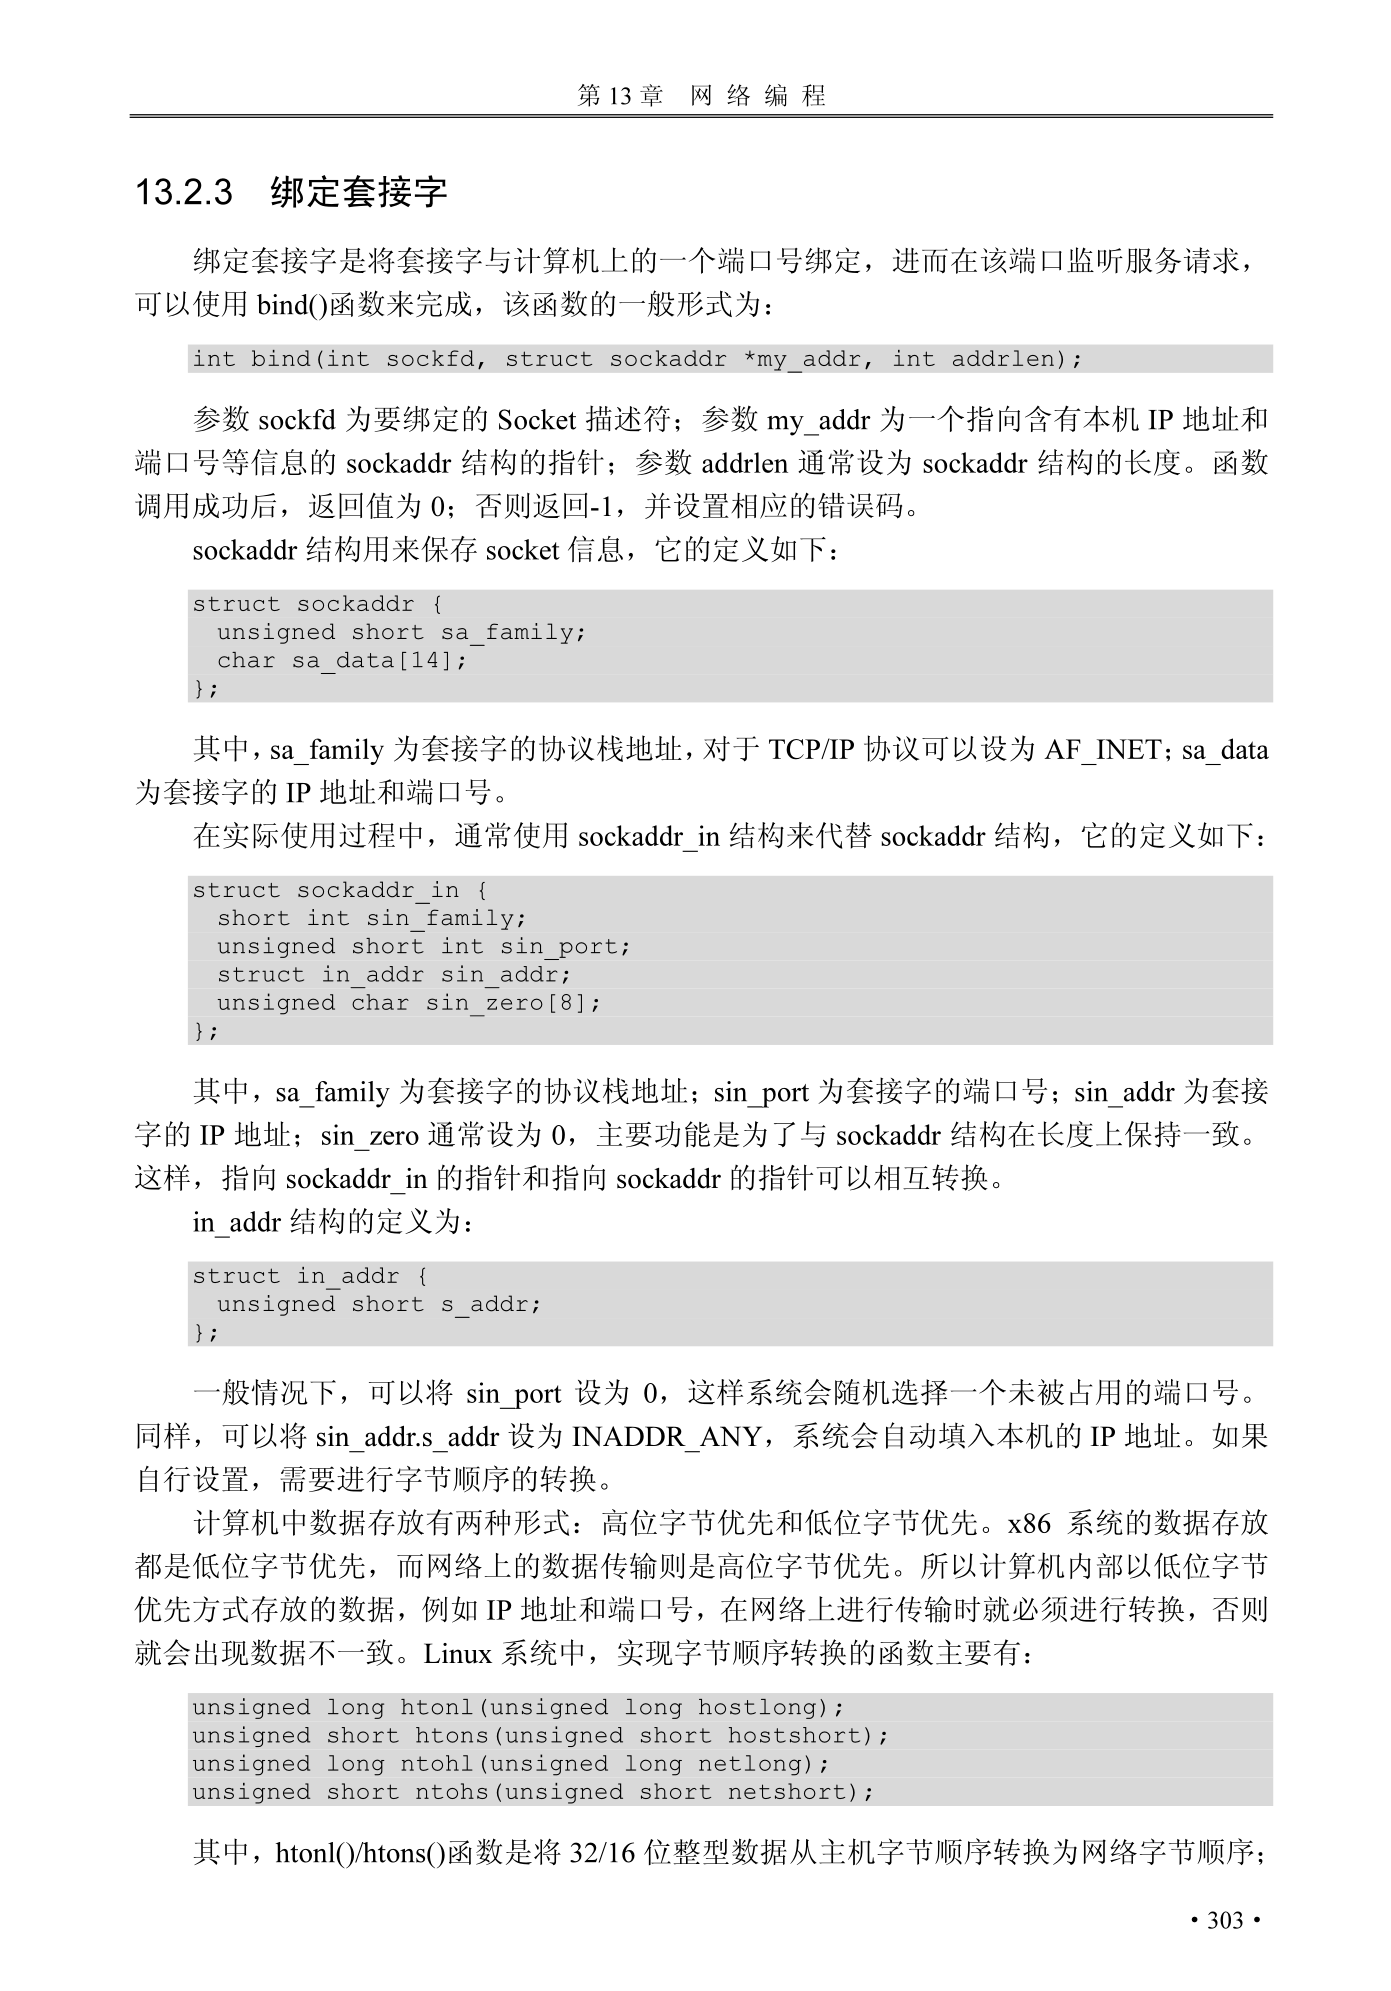 第 13 章　网 络 编 程
13.2.3　绑定套接字
绑定套接字是将套接字与计算机上的一个端口号绑定，进而在该端口监听服务请求，
可以使用 bind()函数来完成，该函数的一般形式为：
int bind(int sockfd, struct sockaddr *my_addr, int addrlen);
参数 sockfd 为要绑定的 Socket 描述符；参数 my_addr 为一个指向含有本机 IP 地址和
端口号等信息的 sockaddr 结构的指针；参数 addrlen 通常设为 sockaddr 结构的长度。函数
调用成功后，返回值为 0；否则返回-1，并设置相应的错误码。
sockaddr 结构用来保存 socket 信息，它的定义如下：
struct sockaddr {
unsigned short sa_family;
char sa_data[14];
};
其中，sa_family 为套接字的协议栈地址，对于 TCP/IP 协议可以设为 AF_INET；sa_data
为套接字的 IP 地址和端口号。
在实际使用过程中，通常使用 sockaddr_in 结构来代替 sockaddr 结构，它的定义如下：
struct sockaddr_in {
short int sin_family;
unsigned short int sin_port;
struct in_addr sin_addr;
unsigned char sin_zero[8];
};
其中，sa_family 为套接字的协议栈地址；sin_port 为套接字的端口号；sin_addr 为套接
字的 IP 地址；sin_zero 通常设为 0，主要功能是为了与 sockaddr 结构在长度上保持一致。
这样，指向 sockaddr_in 的指针和指向 sockaddr 的指针可以相互转换。
in_addr 结构的定义为：
struct in_addr {
unsigned short s_addr;
};
一般情况下，可以将 sin_port 设为 0，这样系统会随机选择一个未被占用的端口号。
同样，可以将 sin_addr.s_addr 设为 INADDR_ANY，系统会自动填入本机的 IP 地址。如果
自行设置，需要进行字节顺序的转换。
计算机中数据存放有两种形式：高位字节优先和低位字节优先。x86 系统的数据存放
都是低位字节优先，而网络上的数据传输则是高位字节优先。所以计算机内部以低位字节
优先方式存放的数据，例如 IP 地址和端口号，在网络上进行传输时就必须进行转换，否则
就会出现数据不一致。Linux 系统中，实现字节顺序转换的函数主要有：
unsigned long htonl(unsigned long hostlong);
unsigned short htons(unsigned short hostshort);
unsigned long ntohl(unsigned long netlong);
unsigned short ntohs(unsigned short netshort);
其中，htonl()/htons()函数是将 32/16 位整型数据从主机字节顺序转换为网络字节顺序；
·303·